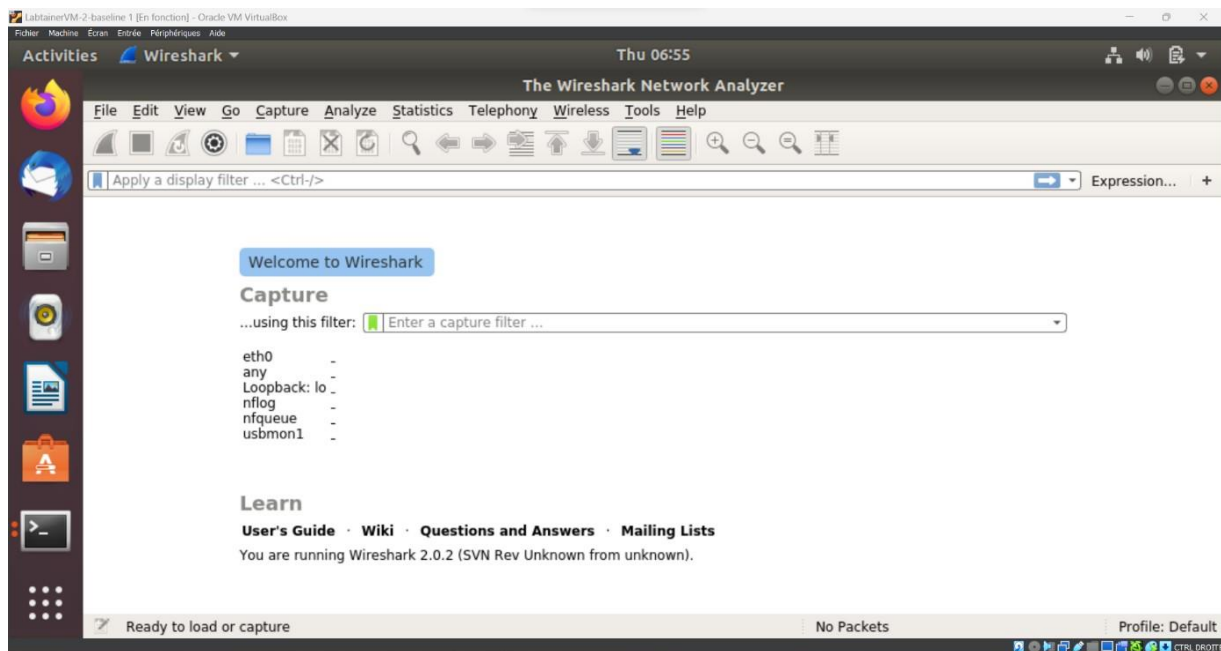 LabtainerVM-2-baseline 1 [En fonction] - Oracle VM VirtualBox
Fichier Machine Écran Entrée Périphériques Aide
Activities Wireshark Thu 06:55
The Wireshark Network Analyzer
File Edit View Go Capture Analyze Statistics Telephony Wireless Tools Help
Apply a display filter ... <Ctrl-/> Expression... +
Welcome to Wireshark
Capture
...using this filter: Enter a capture filter ...
eth0
any
Loopback: lo
nflog
nfqueue
usbmon1
Learn
User's Guide · Wiki · Questions and Answers · Mailing Lists
You are running Wireshark 2.0.2 (SVN Rev Unknown from unknown).
Ready to load or capture No Packets Profile: Default
CTRL DROITE